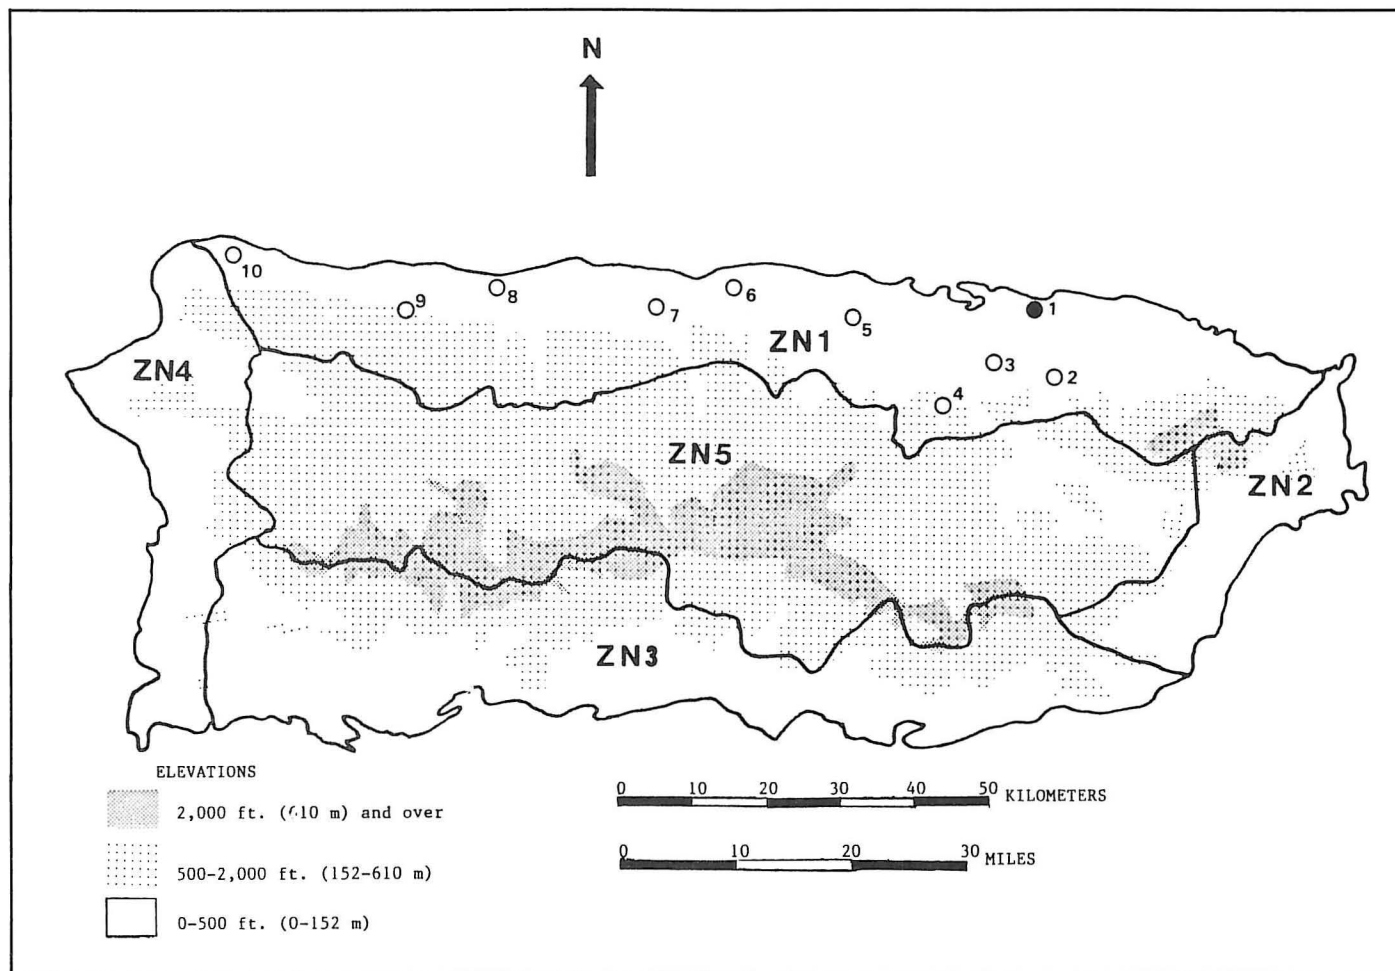 N
10
9
8
7
6
5
1
ZN1
ZN4
3
2
4
ZN5
ZN2
ZN3
ELEVATIONS
2,000 ft. (610 m) and over
500-2,000 ft. (152-610 m)
0-500 ft. (0-152 m)
0 10 20 30 40 50 KILOMETERS
0 10 20 30 MILES